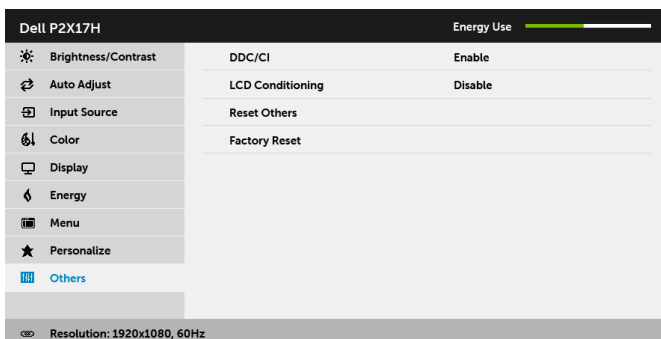 Dell P2X17H Energy Use
Brightness/Contrast DDC/CI Enable
Auto Adjust LCD Conditioning Disable
Input Source Reset Others
Color Factory Reset
Display
Energy
Menu
Personalize
Others
Resolution: 1920x1080, 60Hz